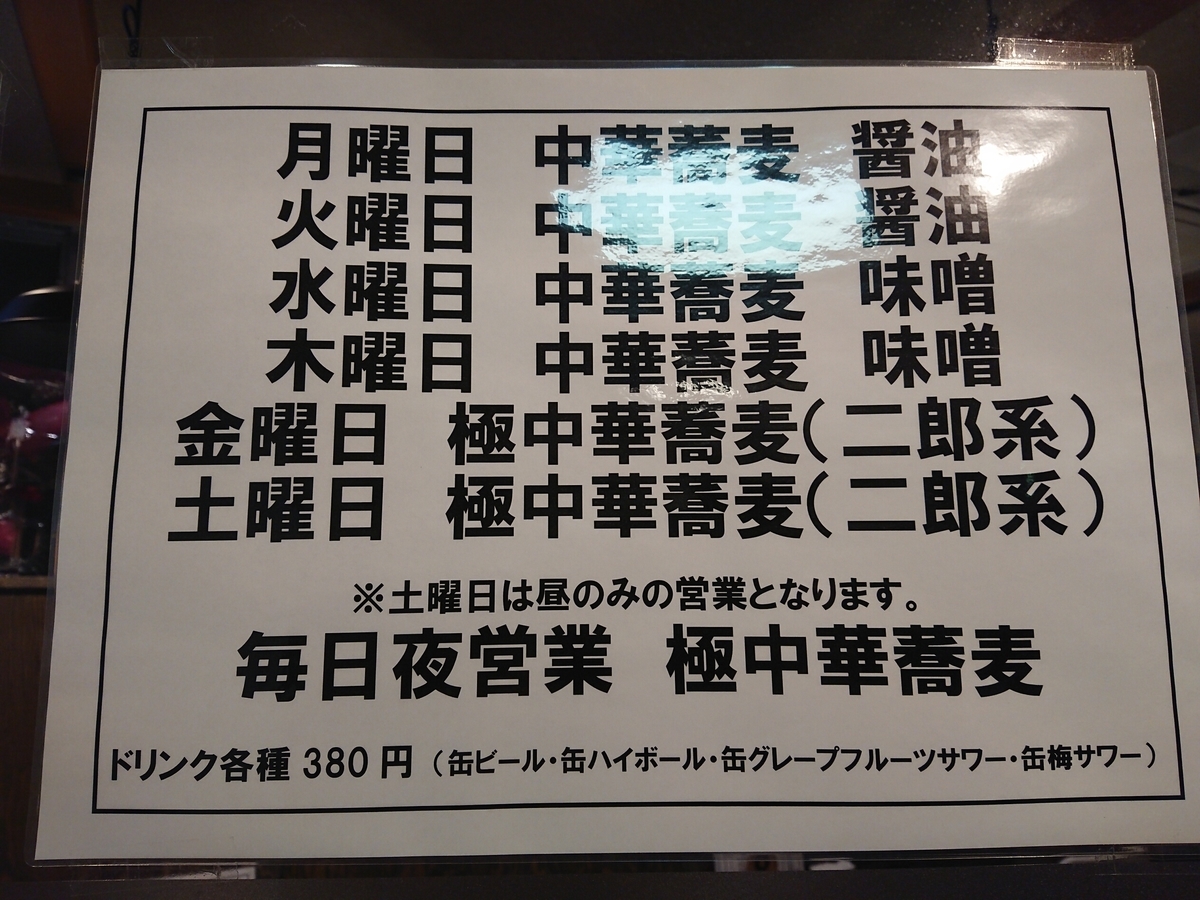 月曜日 中華蕎麦 醤油
火曜日 中華蕎麦 醤油
水曜日 中華蕎麦 味噌
木曜日 中華蕎麦 味噌
金曜日 極中華蕎麦(二郎系)
土曜日 極中華蕎麦(二郎系)
※土曜日は昼のみの営業となります。
毎日夜営業 極中華蕎麦
ドリンク各種 380 円 (缶ビール・缶ハイボール・缶グレープフルーツサワー・缶梅サワー)